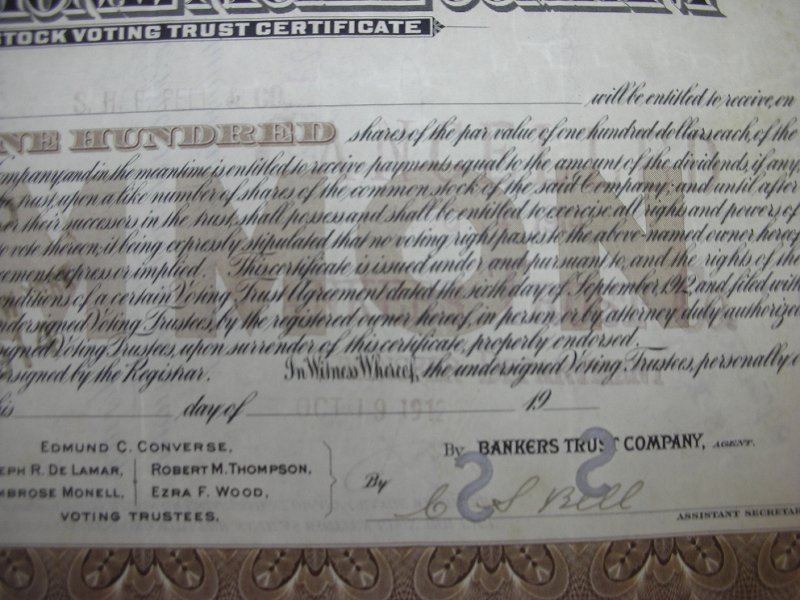 STOCK VOTING TRUST CERTIFICATE
will be entitled to receive, on
NE HUNDRED shares of the par value of one hundred dollars each, of the
ompany and in the meantime is entitled to receive payments equal to the amount of the dividends, if any,
trust, upon a like number of shares of the common stock of the said Company; and until after
or their successors in the trust, shall possess and shall be entitled to exercise all rights and powers of
o vote thereon; it being expressly stipulated that no voting right passes to the above-named owner hereof
eement express or implied. This certificate is issued under and pursuant to, and the rights of the
onditions of a certain Voting Trust Agreement dated the sixth day of September, 1912, and filed with
ndersigned Voting Trustees, by the registered owner hereof, in person or by attorney duly authorized
signed Voting Trustees, upon surrender of this certificate, properly endorsed.
ersigned by the Registrar. In Witness Whereof, the undersigned Voting Trustees, personally o
MMON
his day of OCT 19 1912 19
EDMUND C. CONVERSE,
EPH R. DE LAMAR, ROBERT M. THOMPSON,
MBROSE MONELL, EZRA F. WOOD,
VOTING TRUSTEES,
By BANKERS TRUST COMPANY, AGENT.
By C S Bell
ASSISTANT SECRETAR